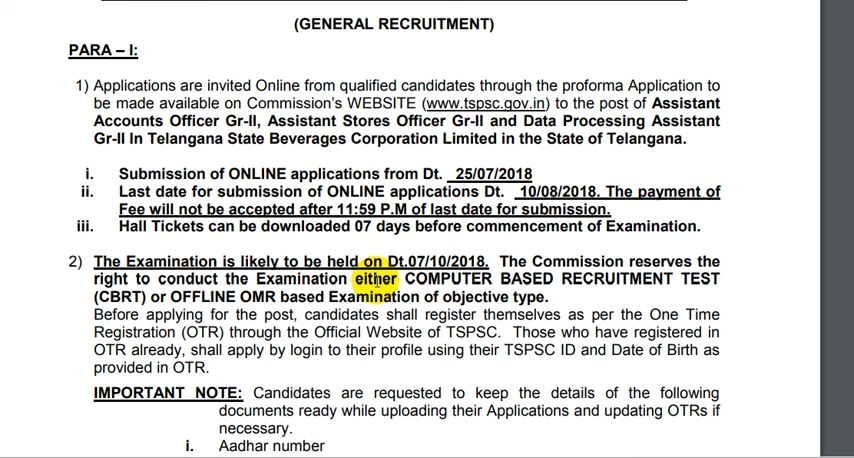 (GENERAL RECRUITMENT)
PARA – I:
1) Applications are invited Online from qualified candidates through the proforma Application to
be made available on Commission's WEBSITE (www.tspsc.gov.in) to the post of Assistant
Accounts Officer Gr-II, Assistant Stores Officer Gr-II and Data Processing Assistant
Gr-II In Telangana State Beverages Corporation Limited in the State of Telangana.
i. Submission of ONLINE applications from Dt. 25/07/2018
ii. Last date for submission of ONLINE applications Dt. 10/08/2018. The payment of
Fee will not be accepted after 11:59 P.M of last date for submission.
iii. Hall Tickets can be downloaded 07 days before commencement of Examination.
2) The Examination is likely to be held on Dt.07/10/2018. The Commission reserves the
right to conduct the Examination either COMPUTER BASED RECRUITMENT TEST
(CBRT) or OFFLINE OMR based Examination of objective type.
Before applying for the post, candidates shall register themselves as per the One Time
Registration (OTR) through the Official Website of TSPSC. Those who have registered in
OTR already, shall apply by login to their profile using their TSPSC ID and Date of Birth as
provided in OTR.
IMPORTANT NOTE: Candidates are requested to keep the details of the following
documents ready while uploading their Applications and updating OTRs if
necessary.
i. Aadhar number